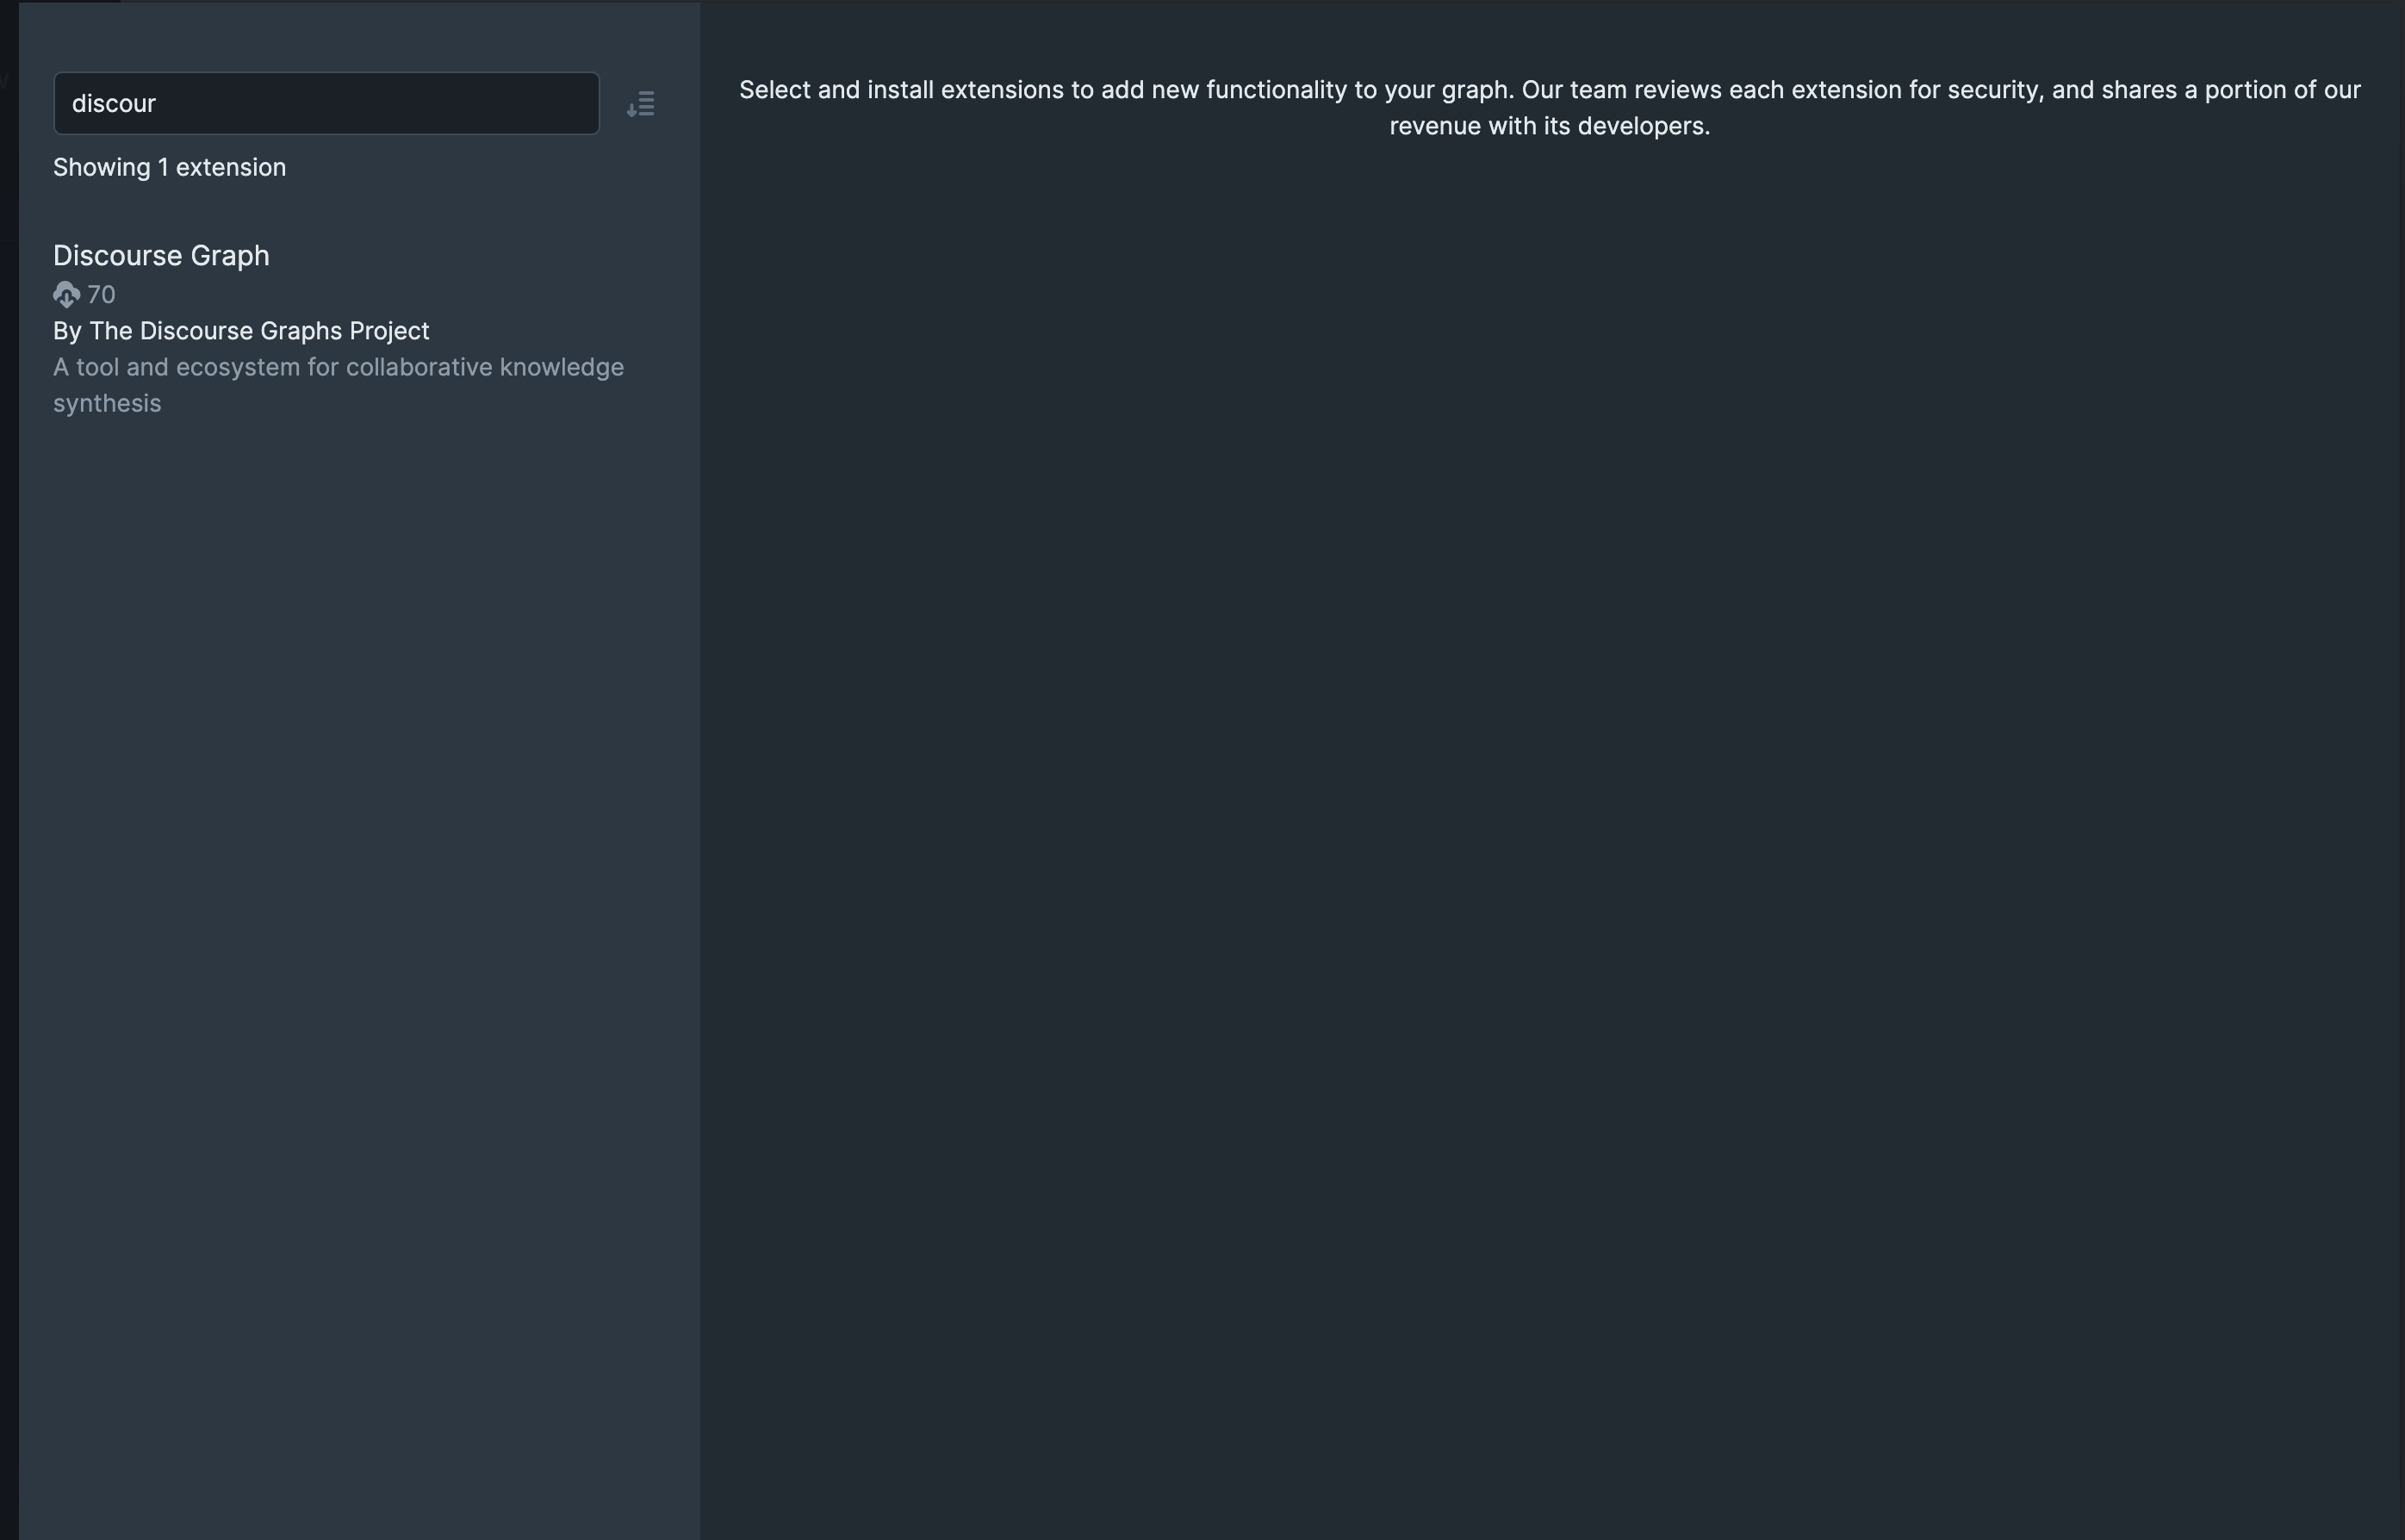 discour
Showing 1 extension
Discourse Graph
70
By The Discourse Graphs Project
A tool and ecosystem for collaborative knowledge
synthesis
Select and install extensions to add new functionality to your graph. Our team reviews each extension for security, and shares a portion of our
revenue with its developers.